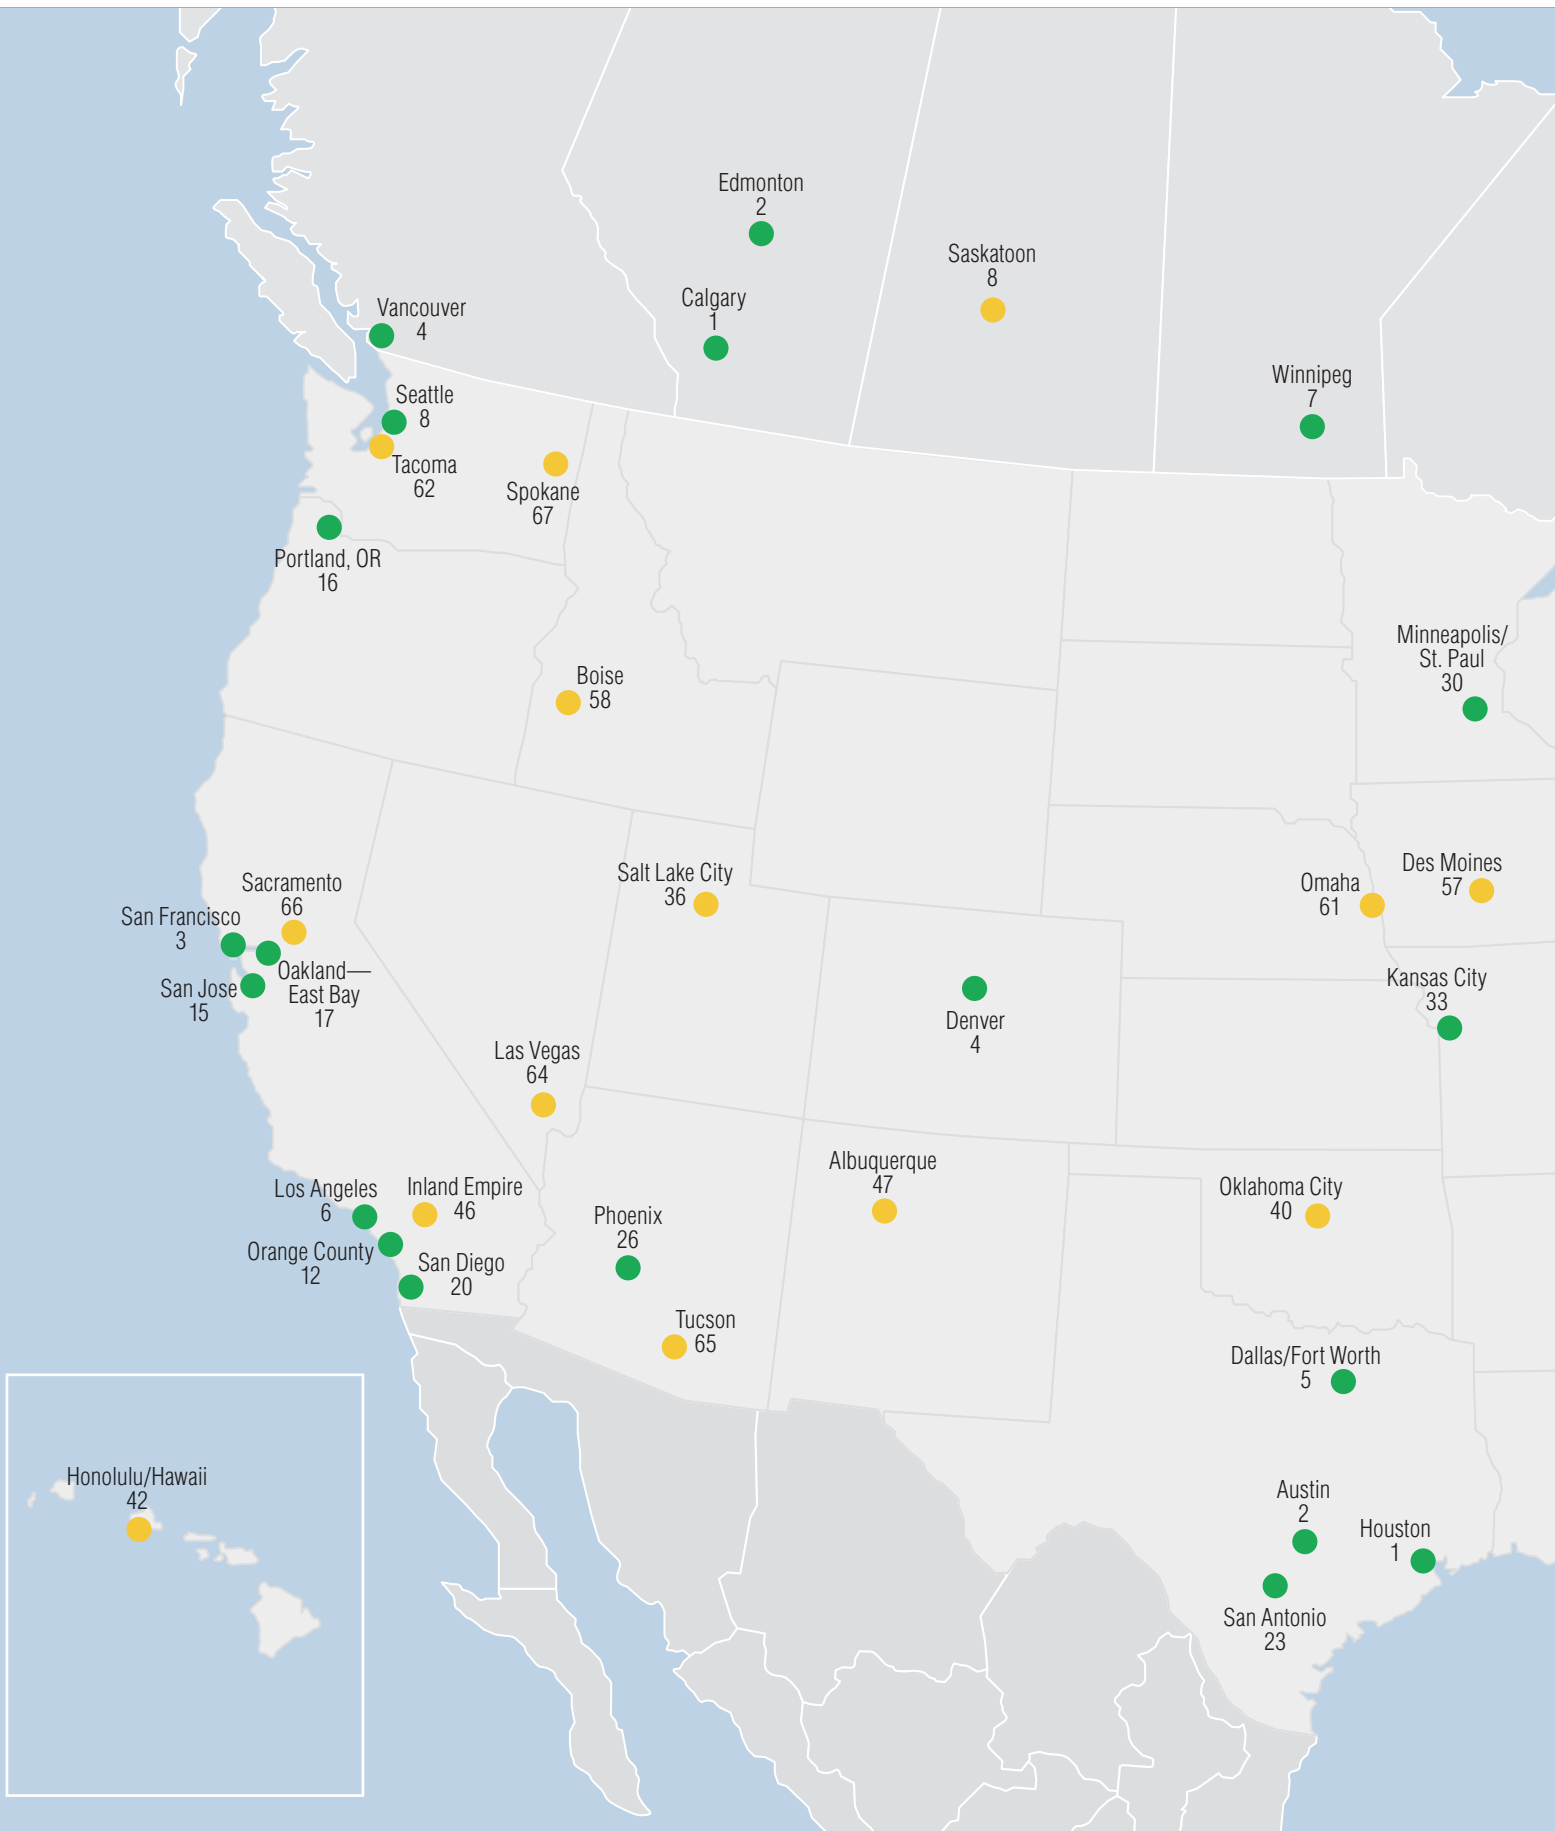 Edmonton
2
Saskatoon
8
Calgary
1
Vancouver
4
Winnipeg
7
Seattle
8
Tacoma
62
Spokane
67
Portland, OR
16
Minneapolis/
St. Paul
30
Boise
58
Salt Lake City
36
Des Moines
57
Omaha
61
Sacramento
66
San Francisco
3
Oakland—
East Bay
17
San Jose
15
Kansas City
33
Denver
4
Las Vegas
64
Albuquerque
47
Los Angeles
6
Inland Empire
46
Oklahoma City
40
Phoenix
26
Orange County
12
San Diego
20
Tucson
65
Dallas/Fort Worth
5
Honolulu/Hawaii
42
Austin
2
Houston
1
San Antonio
23